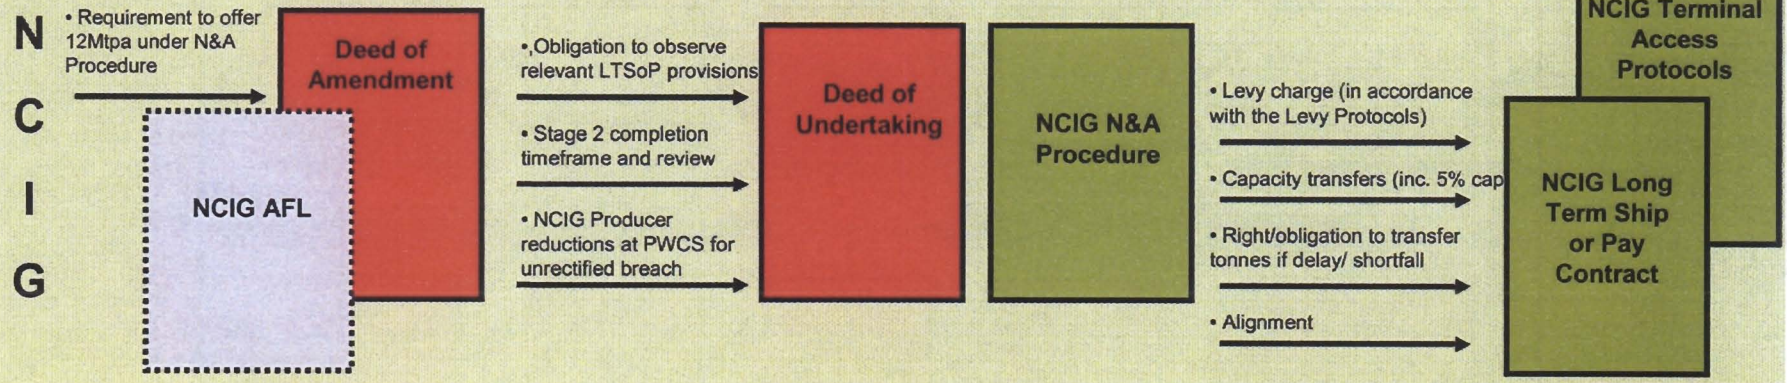 N
C
I
G
• Requirement to offer
12Mtpa under N&A
Procedure
Deed of
Amendment
NCIG AFL
•,Obligation to observe
relevant LTSoP provisions
• Stage 2 completion
timeframe and review
• NCIG Producer
reductions at PWCS for
unrectified breach
Deed of
Undertaking
NCIG N&A
Procedure
• Levy charge (in accordance
with the Levy Protocols)
• Capacity transfers (inc. 5% cap
• Right/obligation to transfer
tonnes if delay/ shortfall
• Alignment
NCIG Terminal
Access
Protocols
NCIG Long
Term Ship
or Pay
Contract